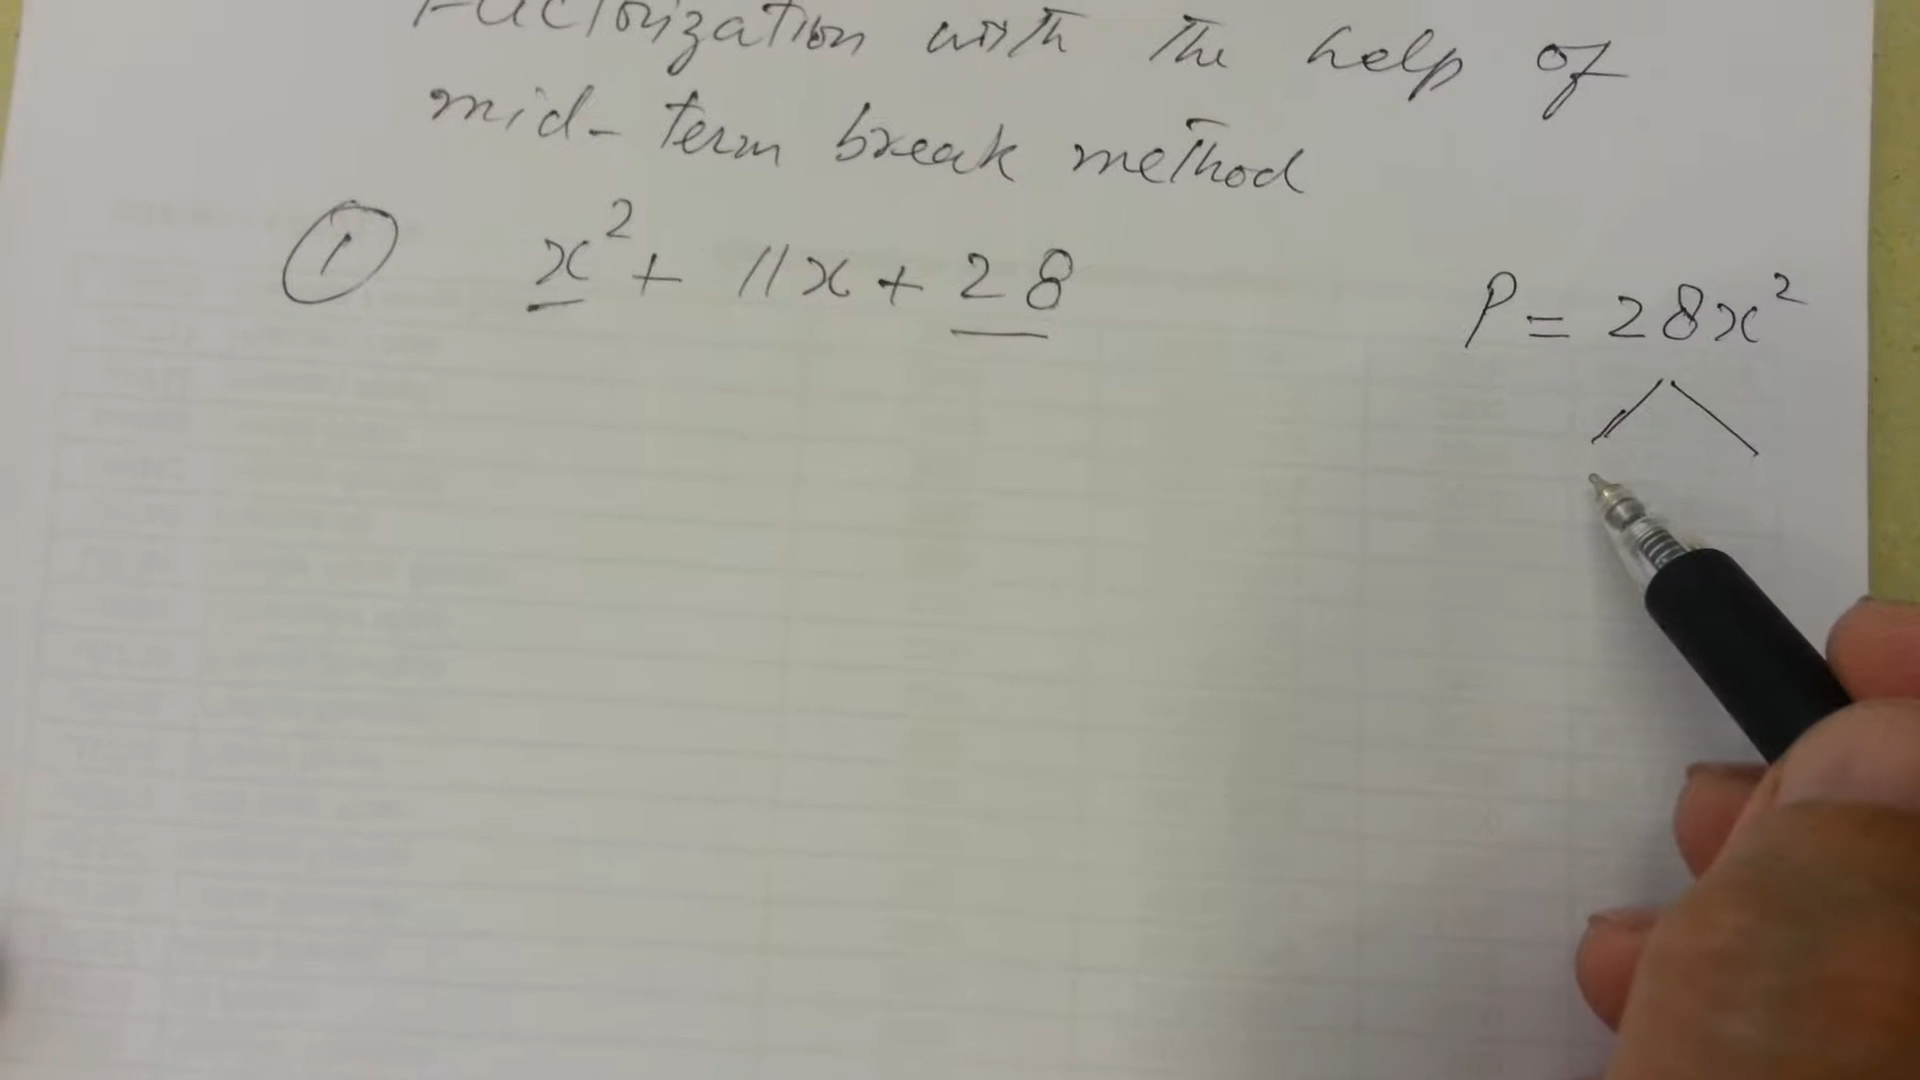 Factorization with the help of
mid-term break method
① x² + 11x + 28
P = 28x²